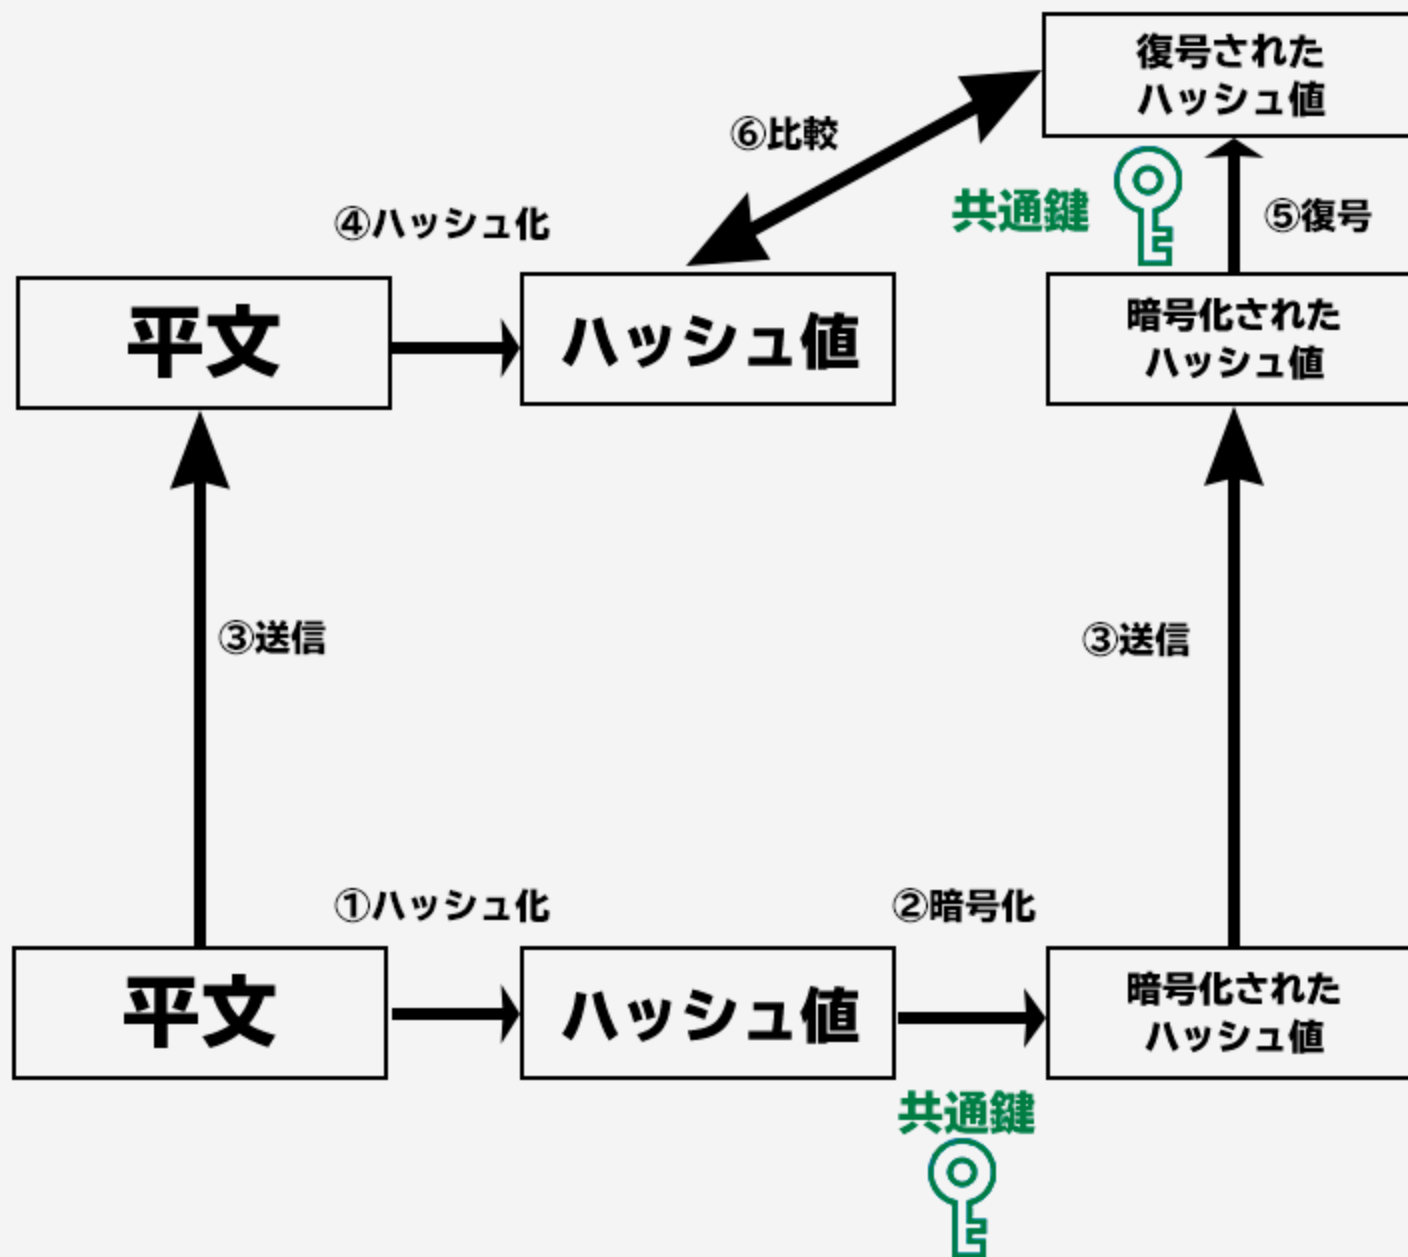 復号された
ハッシュ値
⑥比較
共通鍵
⑤復号
④ハッシュ化
平文
ハッシュ値
暗号化された
ハッシュ値
③送信
③送信
①ハッシュ化
②暗号化
平文
ハッシュ値
暗号化された
ハッシュ値
共通鍵